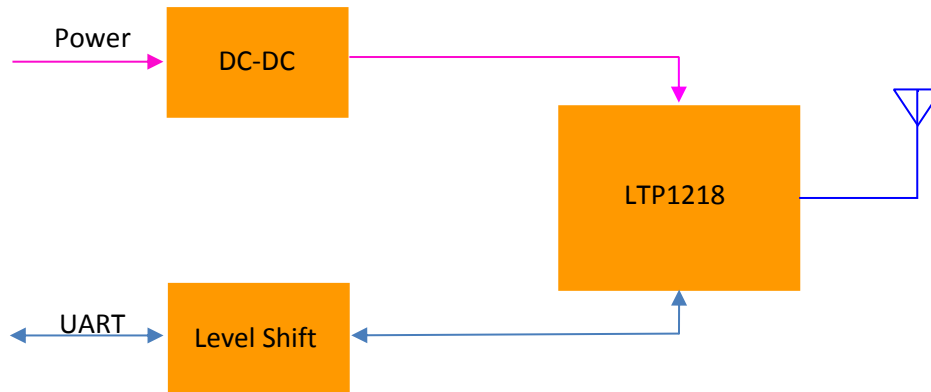 Power
DC-DC
LTP1218
UART
Level Shift